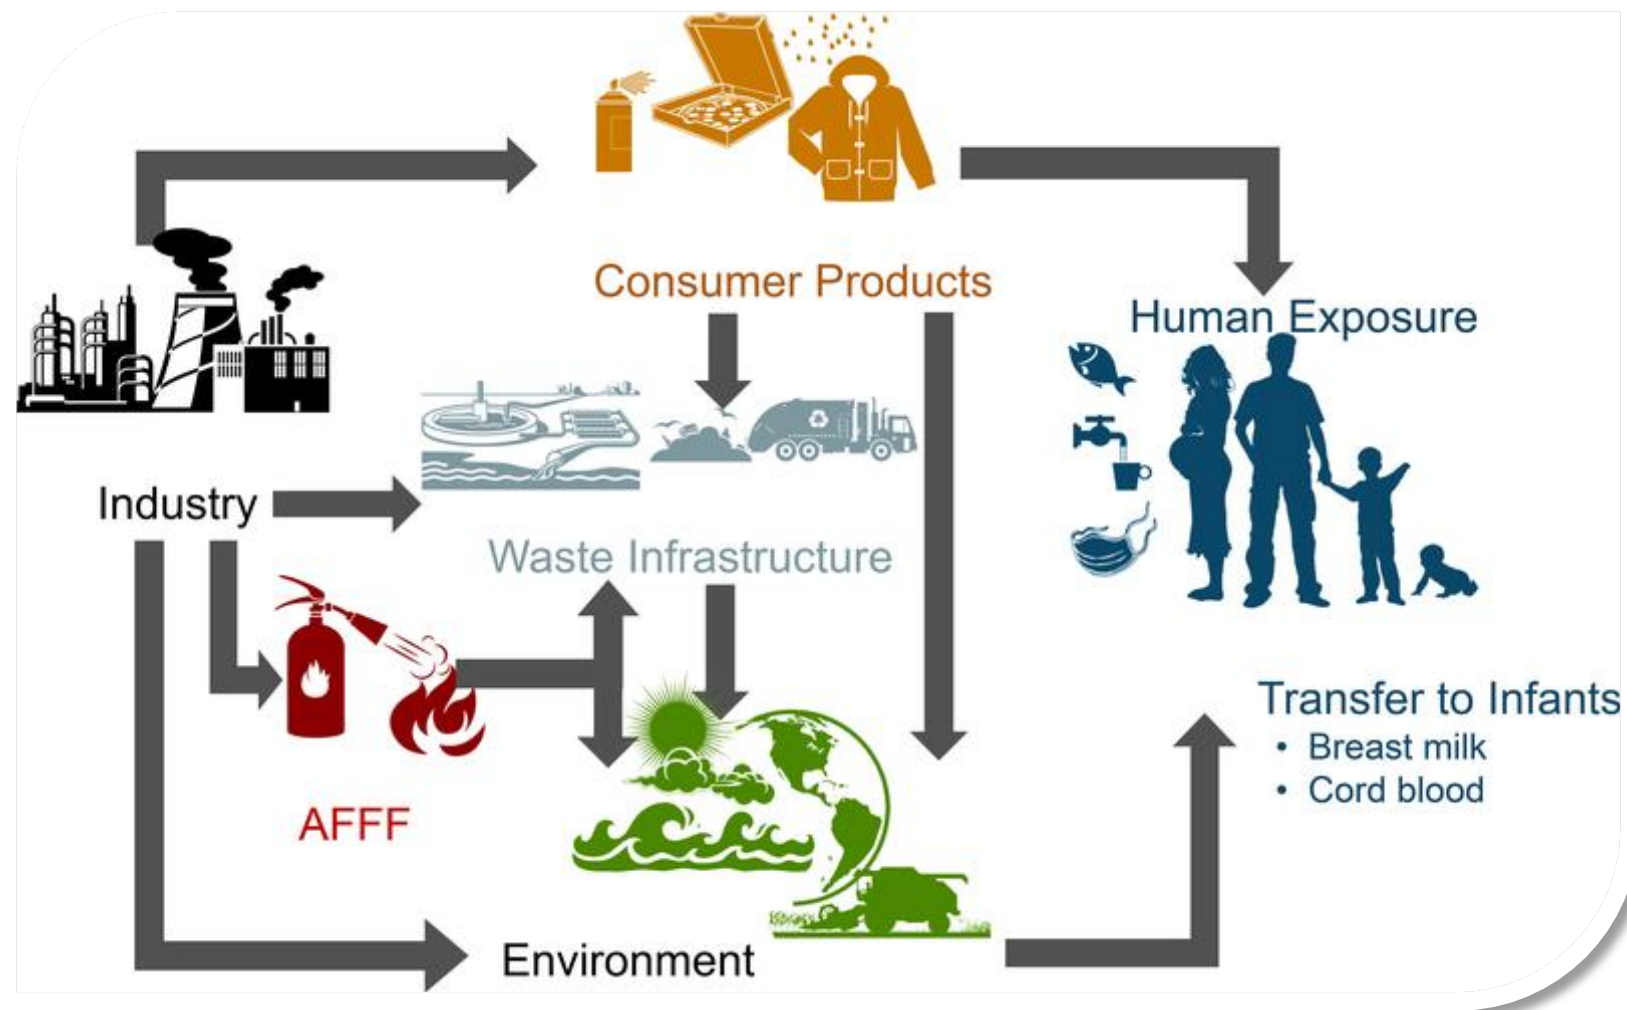 Consumer Products
Human Exposure
Industry
Waste Infrastructure
Transfer to Infants
• Breast milk
• Cord blood
AFFF
Environment